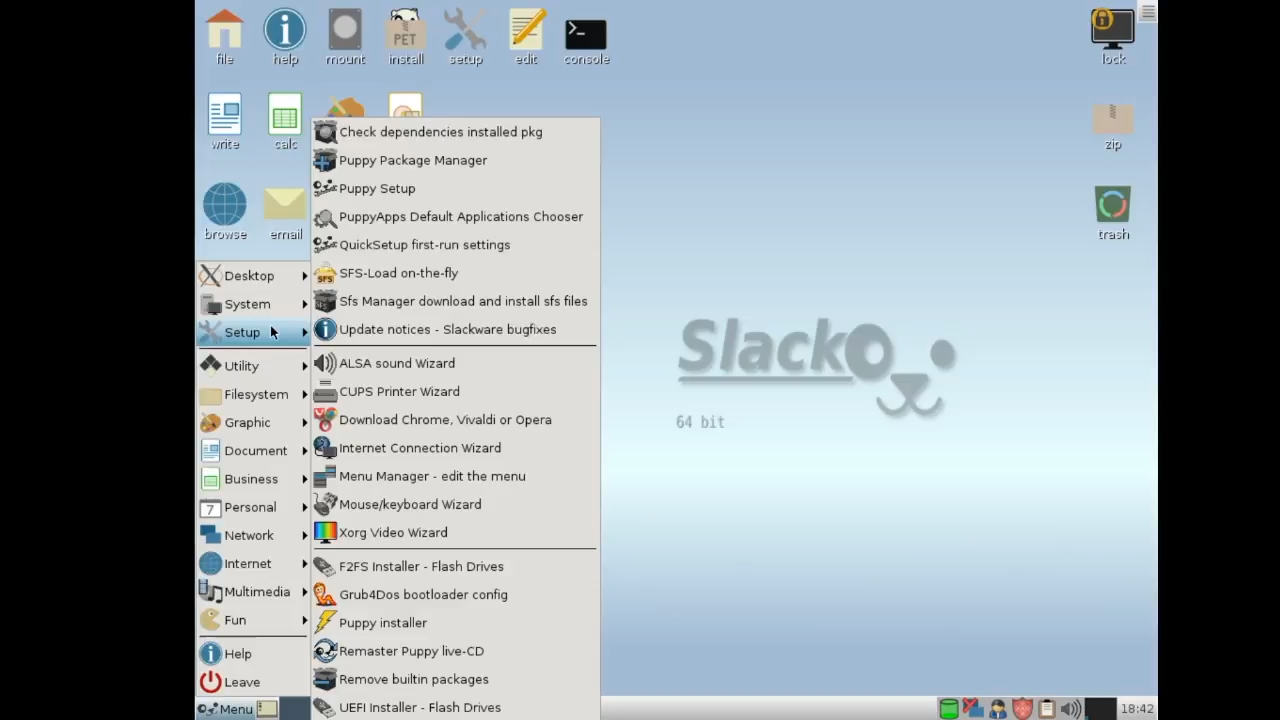 file
help
mount
PET
install
setup
edit
console
lock
write
calc
zip
browse
email
trash
Check dependencies installed pkg
Puppy Package Manager
Puppy Setup
PuppyApps Default Applications Chooser
QuickSetup first-run settings
SFS
SFS-Load on-the-fly
Sfs Manager download and install sfs files
Update notices - Slackware bugfixes
ALSA sound Wizard
CUPS Printer Wizard
Download Chrome, Vivaldi or Opera
Internet Connection Wizard
Menu Manager - edit the menu
Mouse/keyboard Wizard
Xorg Video Wizard
F2FS Installer - Flash Drives
Grub4Dos bootloader config
Puppy installer
Remaster Puppy live-CD
Remove builtin packages
UEFI Installer - Flash Drives
Desktop
System
Setup
Utility
Filesystem
Graphic
Document
Business
7
Personal
Network
Internet
Multimedia
Fun
Help
Leave
Slacko
64 bit
Menu
18:42